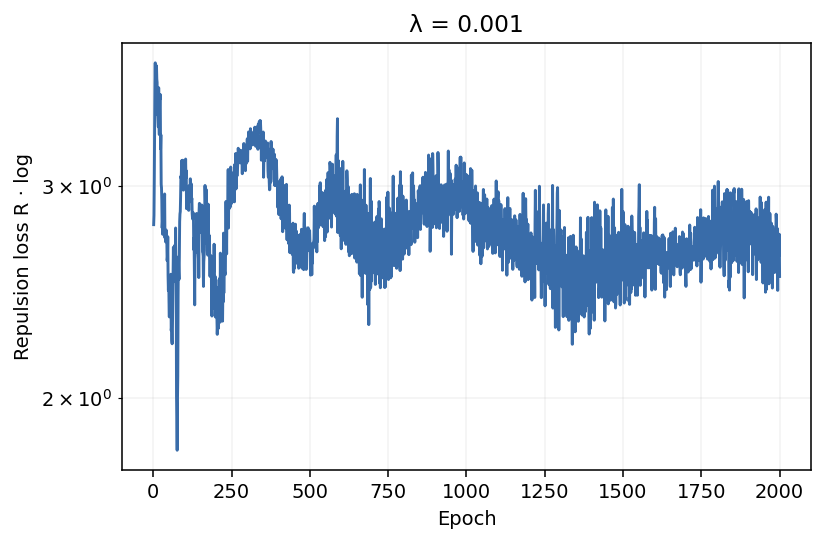 λ = 0.001
Repulsion loss R · log
3 × 10⁰
2 × 10⁰
0 250 500 750 1000 1250 1500 1750 2000
Epoch